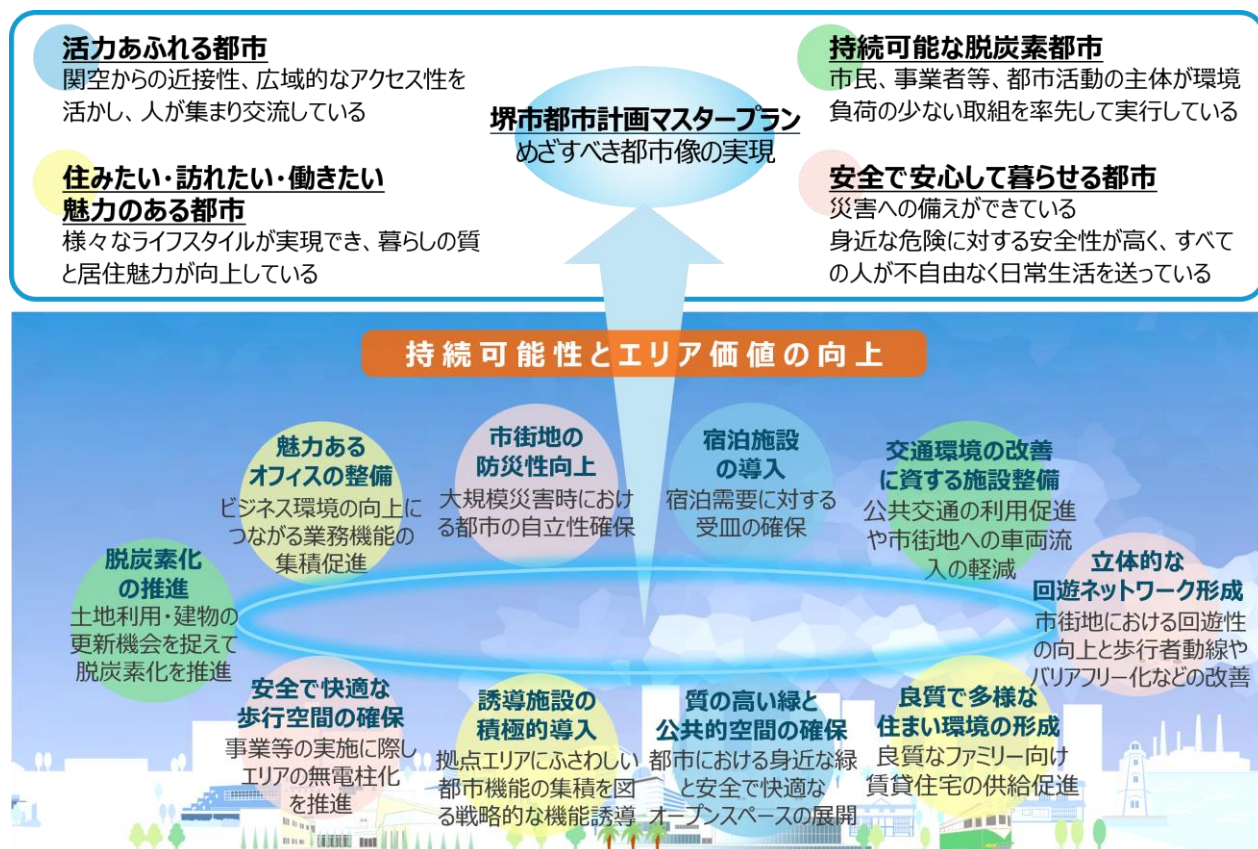 活力あふれる都市
関空からの近接性、広域的なアクセス性を
活かし、人が集まり交流している
住みたい・訪れたい・働きたい
魅力のある都市
様々なライフスタイルが実現でき、暮らしの質
と居住魅力が向上している
堺市都市計画マスタープラン
めざすべき都市像の実現
持続可能な脱炭素都市
市民、事業者等、都市活動の主体が環境
負荷の少ない取組を率先して実行している
安全で安心して暮らせる都市
災害への備えができている
身近な危険に対する安全性が高く、すべて
の人が不自由なく日常生活を送っている
持続可能性とエリア価値の向上
魅力ある
オフィスの整備
ビジネス環境の向上に
つながる業務機能の
集積促進
市街地の
防災性向上
大規模災害時におけ
る都市の自立性確保
宿泊施設
の導入
宿泊需要に対する
受皿の確保
交通環境の改善
に資する施設整備
公共交通の利用促進
や市街地への車両流
入の軽減
脱炭素化
の推進
土地利用・建物の
更新機会を捉えて
脱炭素化を推進
立体的な
回遊ネットワーク形成
市街地における回遊性
の向上と歩行者動線や
バリアフリー化などの改善
安全で快適な
歩行空間の確保
事業等の実施に際し
エリアの無電柱化
を推進
誘導施設の
積極的導入
拠点エリアにふさわしい
都市機能の集積を図
る戦略的な機能誘導
質の高い緑と
公共的空間の確保
都市における身近な緑
と安全で快適な
オープンスペースの展開
良質で多様な
住まい環境の形成
良質なファミリー向け
賃貸住宅の供給促進